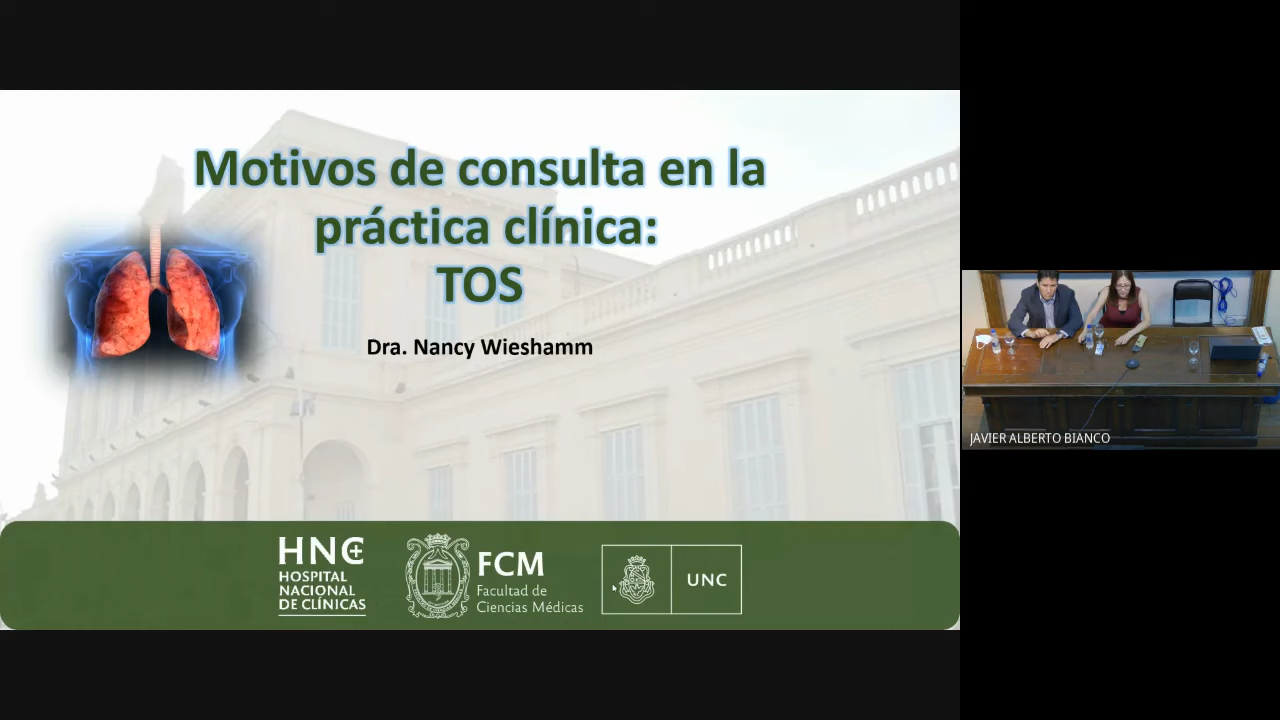 Motivos de consulta en la
práctica clínica:
TOS
Dra. Nancy Wieshamm
HNC
HOSPITAL
NACIONAL
DE CLÍNICAS
FCM
Facultad de
Ciencias Médicas
UNC
JAVIER ALBERTO BIANCO